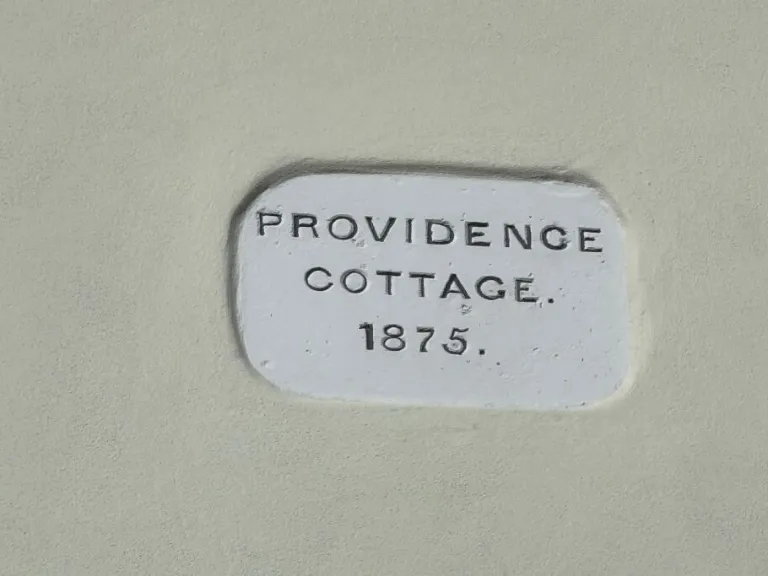 PROVIDENCE
COTTAGE.
1875.